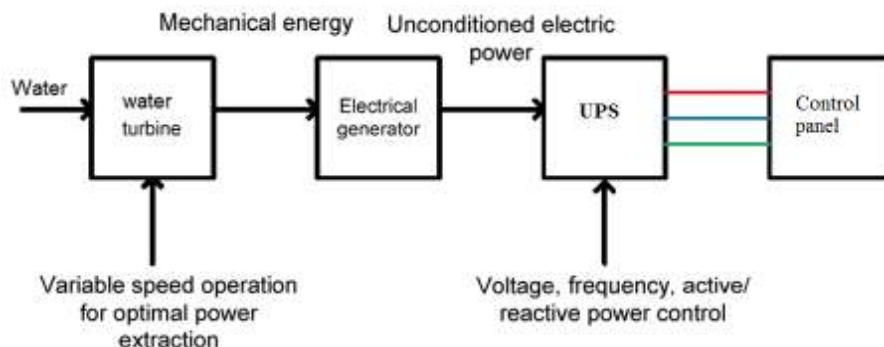 Mechanical energy
Unconditioned electric
power
Water
water
turbine
Electrical
generator
UPS
Control
panel
Variable speed operation
for optimal power
extraction
Voltage, frequency, active/
reactive power control